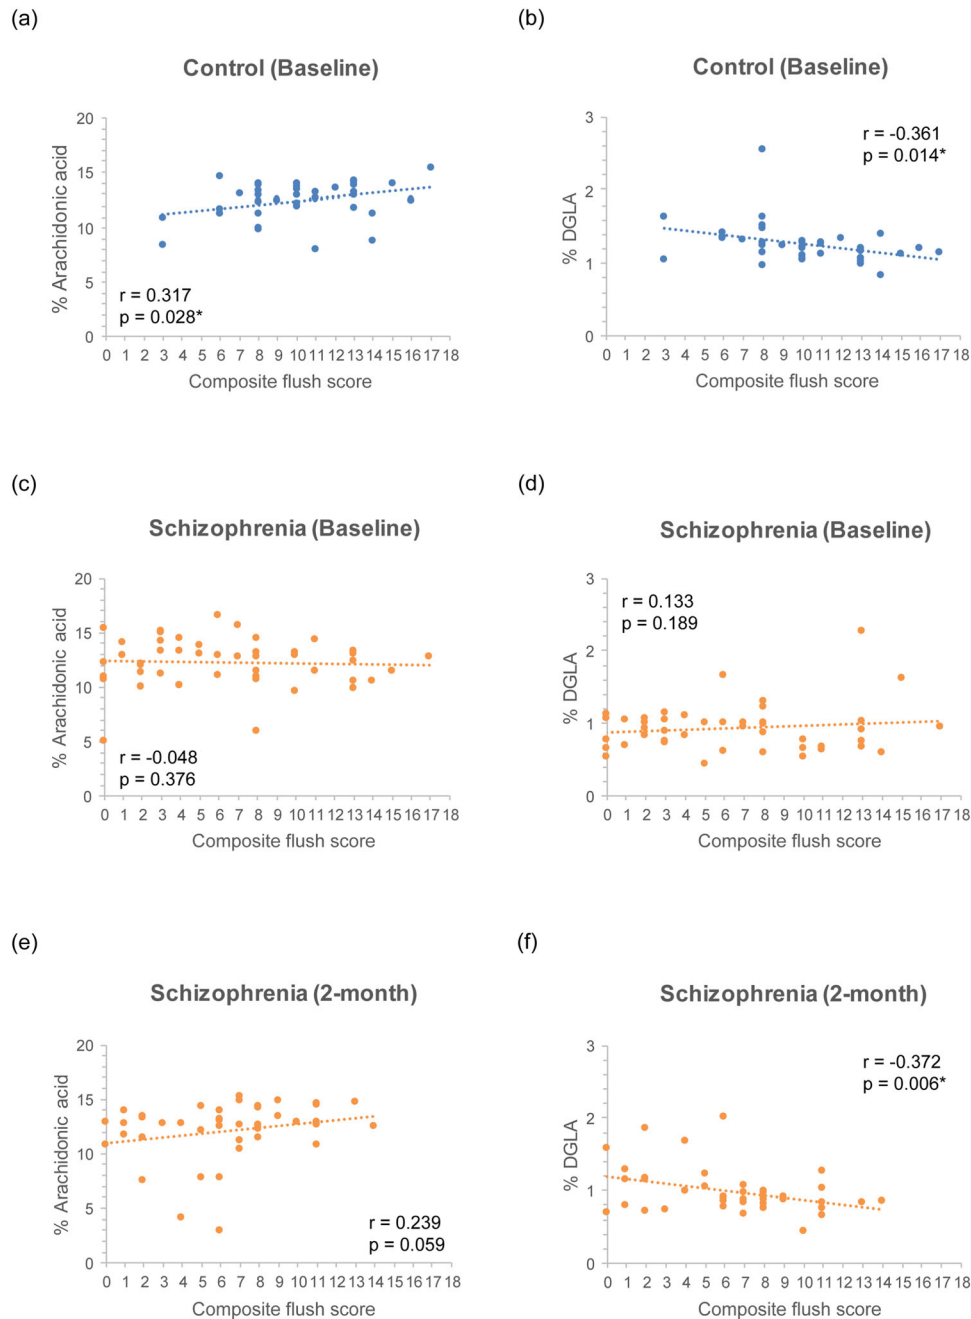 (a)
Control (Baseline)
20
15
10
5
0
% Arachidonic acid
r = 0.317
p = 0.028*
0 1 2 3 4 5 6 7 8 9 10 11 12 13 14 15 16 17 18
Composite flush score
(b)
Control (Baseline)
3
2
1
0
% DGLA
r = -0.361
p = 0.014*
0 1 2 3 4 5 6 7 8 9 10 11 12 13 14 15 16 17 18
Composite flush score
(c)
Schizophrenia (Baseline)
20
15
10
5
0
% Arachidonic acid
r = -0.048
p = 0.376
0 1 2 3 4 5 6 7 8 9 10 11 12 13 14 15 16 17 18
Composite flush score
(d)
Schizophrenia (Baseline)
3
2
1
0
% DGLA
r = 0.133
p = 0.189
0 1 2 3 4 5 6 7 8 9 10 11 12 13 14 15 16 17 18
Composite flush score
(e)
Schizophrenia (2-month)
20
15
10
5
0
% Arachidonic acid
r = 0.239
p = 0.059
0 1 2 3 4 5 6 7 8 9 10 11 12 13 14 15 16 17 18
Composite flush score
(f)
Schizophrenia (2-month)
3
2
1
0
% DGLA
r = -0.372
p = 0.006*
0 1 2 3 4 5 6 7 8 9 10 11 12 13 14 15 16 17 18
Composite flush score